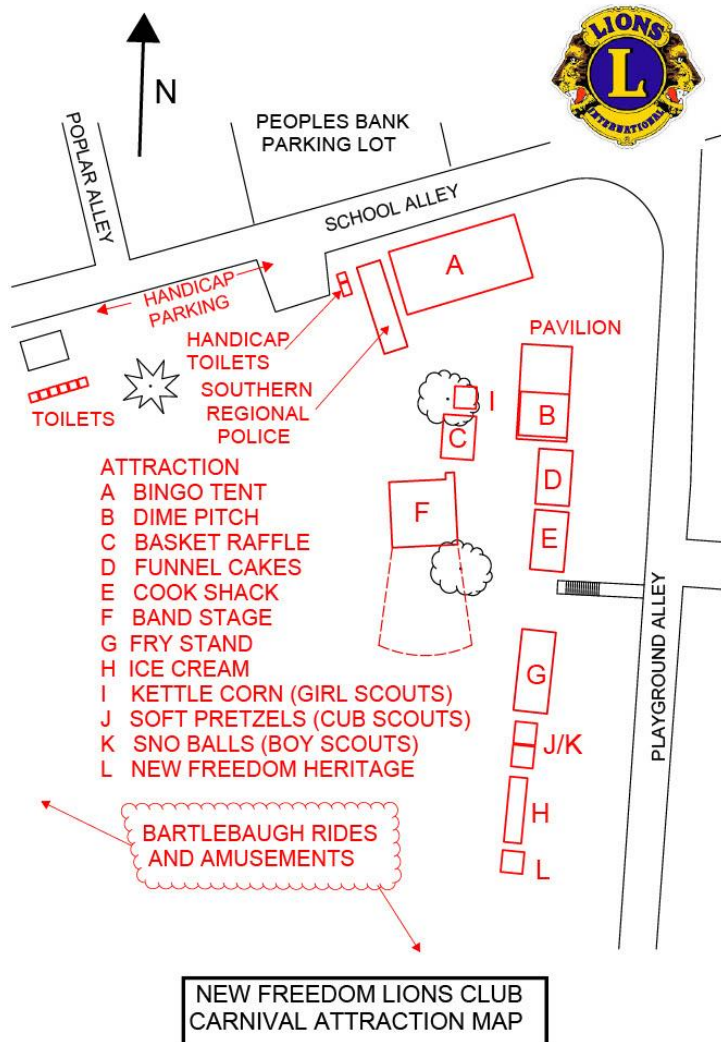 LIONS
L
INTERNATIONAL
N
PEOPLES BANK
PARKING LOT
POPLAR ALLEY
SCHOOL ALLEY
A
HANDICAP
PARKING
HANDICAP
TOILETS
PAVILION
TOILETS
SOUTHERN
REGIONAL
POLICE
I
B
C
D
E
F
ATTRACTION
A BINGO TENT
B DIME PITCH
C BASKET RAFFLE
D FUNNEL CAKES
E COOK SHACK
F BAND STAGE
G FRY STAND
H ICE CREAM
I KETTLE CORN (GIRL SCOUTS)
J SOFT PRETZELS (CUB SCOUTS)
K SNO BALLS (BOY SCOUTS)
L NEW FREEDOM HERITAGE
PLAYGROUND ALLEY
G
J/K
H
L
BARTLEBAUGH RIDES
AND AMUSEMENTS
NEW FREEDOM LIONS CLUB
CARNIVAL ATTRACTION MAP